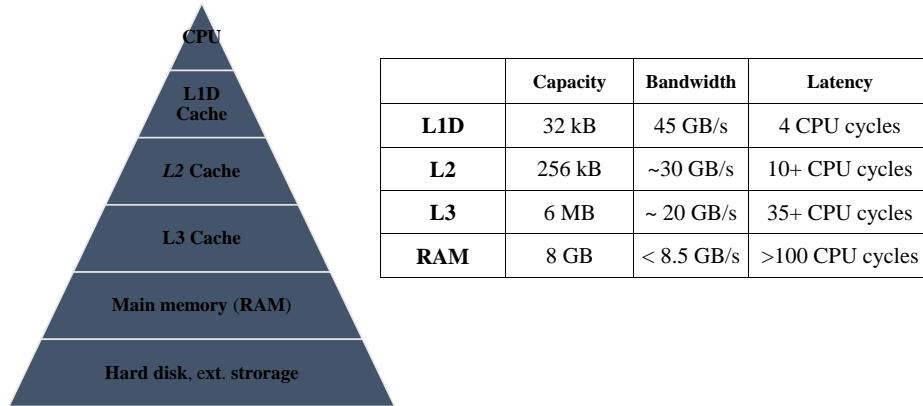 CPU
L1D
Cache
L2 Cache
L3 Cache
Main memory (RAM)
Hard disk, ext. strorage
Capacity Bandwidth Latency
L1D 32 kB 45 GB/s 4 CPU cycles
L2 256 kB ~30 GB/s 10+ CPU cycles
L3 6 MB ~ 20 GB/s 35+ CPU cycles
RAM 8 GB < 8.5 GB/s >100 CPU cycles